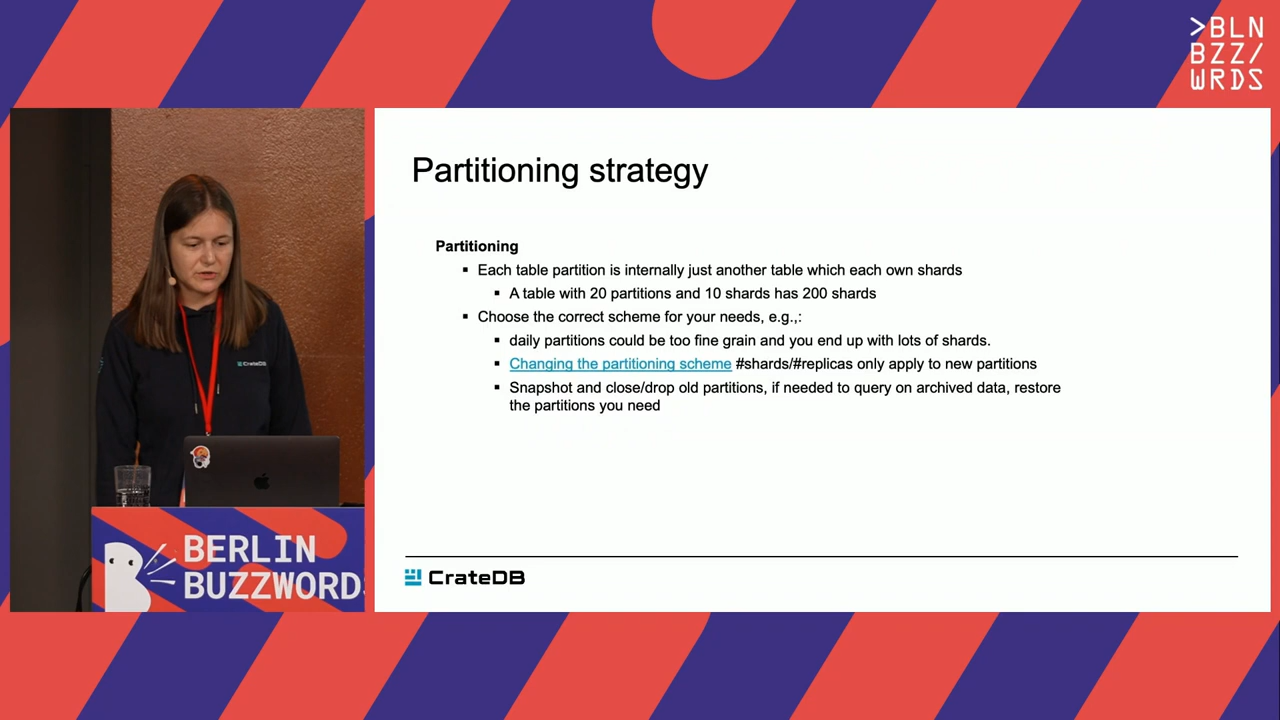 >BLN
BZZ/
WRDS
Partitioning strategy
Partitioning
▪ Each table partition is internally just another table which each own shards
▪ A table with 20 partitions and 10 shards has 200 shards
▪ Choose the correct scheme for your needs, e.g.,:
▪ daily partitions could be too fine grain and you end up with lots of shards.
▪ Changing the partitioning scheme #shards/#replicas only apply to new partitions
▪ Snapshot and close/drop old partitions, if needed to query on archived data, restore
the partitions you need
CrateDB
CrateDB
BERLIN
BUZZWORDS